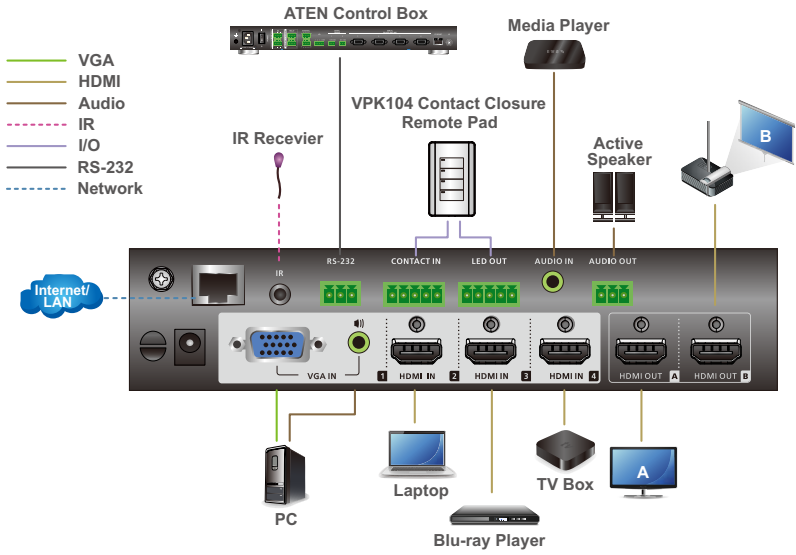 ATEN Control Box
Media Player
VGA
HDMI
Audio
IR
I/O
RS-232
Network
IR Recevier
VPK104 Contact Closure
Remote Pad
Active
Speaker
B
Internet/
LAN
IR
RS-232
CONTACT IN
LED OUT
AUDIO IN
AUDIO OUT
VGA IN
1
HDMI IN
2
HDMI IN
3
HDMI IN
4
HDMI OUT
A
HDMI OUT
B
PC
Laptop
Blu-ray Player
TV Box
A